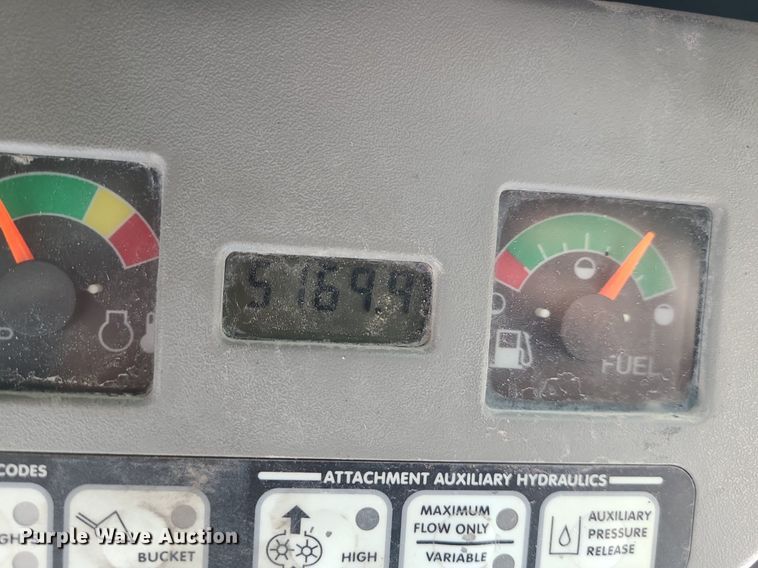 5169.9
FUEL
CODES
ATTACHMENT AUXILIARY HYDRAULICS
BUCKET
HIGH
MAXIMUM
FLOW ONLY
VARIABLE
AUXILIARY
PRESSURE
RELEASE
Purple Wave Auction